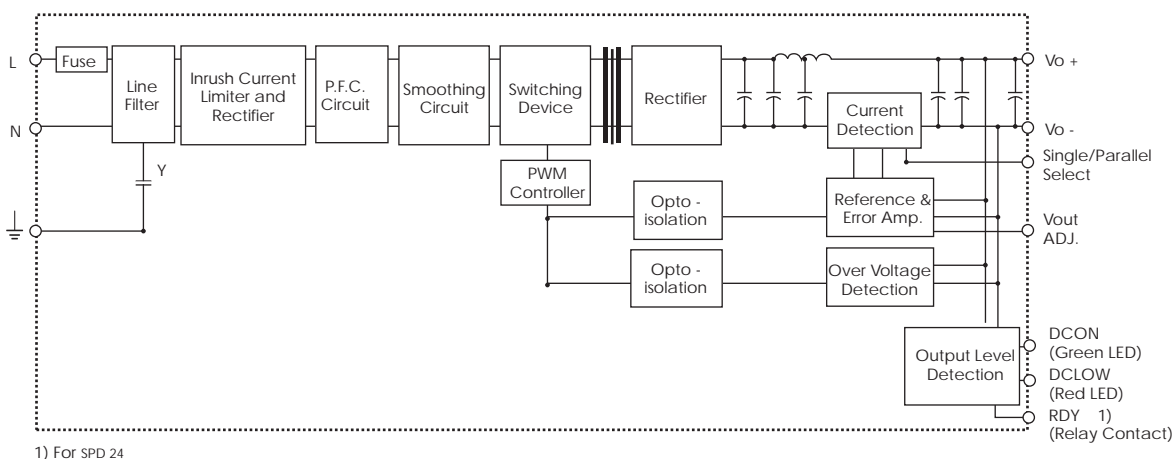 L
Fuse
Line
Filter
Inrush Current
Limiter and
Rectifier
P.F.C.
Circuit
Smoothing
Circuit
Switching
Device
Rectifier
Current
Detection
Vo +
N
Vo -
Y
PWM
Controller
Opto -
isolation
Reference &
Error Amp.
Single/Parallel
Select
Vout
ADJ.
Opto -
isolation
Over Voltage
Detection
Output Level
Detection
DCON
(Green LED)
DCLOW
(Red LED)
RDY 1)
(Relay Contact)
1) For SPD 24